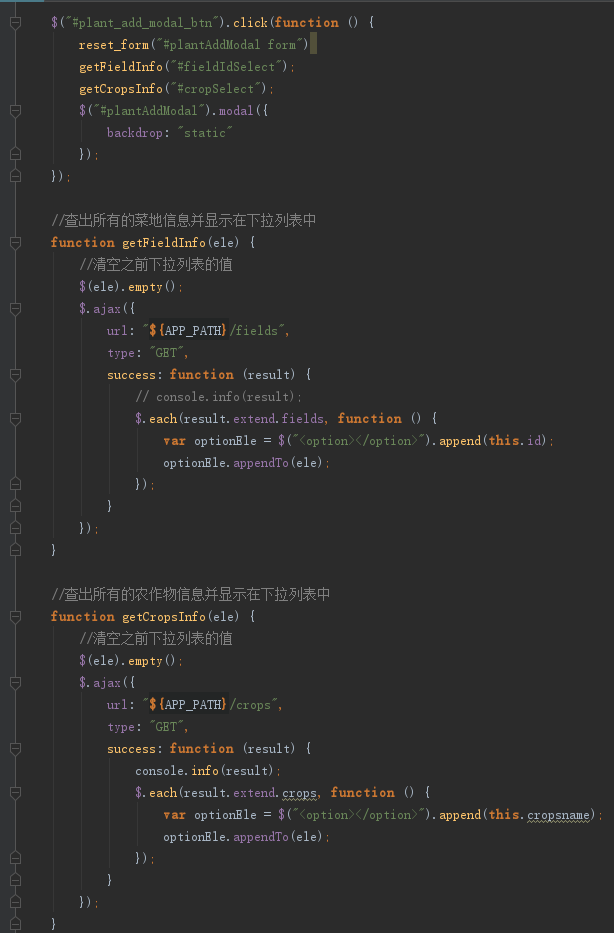 $("#plant_add_modal_btn").click(function () {
    reset_form("#plantAddModal form")
    getFieldInfo("#fieldIdSelect");
    getCropsInfo("#cropSelect");
    $("#plantAddModal").modal({
        backdrop: "static"
    });
});
//查出所有的菜地信息并显示在下拉列表中
function getFieldInfo(ele) {
    //清空之前下拉列表的值
    $(ele).empty();
    $.ajax({
        url: "${APP_PATH}/fields",
        type: "GET",
        success: function (result) {
            // console.info(result);
            $.each(result.extend.fields, function () {
                var optionEle = $("<option></option>").append(this.id);
                optionEle.appendTo(ele);
            });
        }
    });
}
//查出所有的农作物信息并显示在下拉列表中
function getCropsInfo(ele) {
    //清空之前下拉列表的值
    $(ele).empty();
    $.ajax({
        url: "${APP_PATH}/crops",
        type: "GET",
        success: function (result) {
            console.info(result);
            $.each(result.extend.crops, function () {
                var optionEle = $("<option></option>").append(this.cropsname);
                optionEle.appendTo(ele);
            });
        }
    });
}